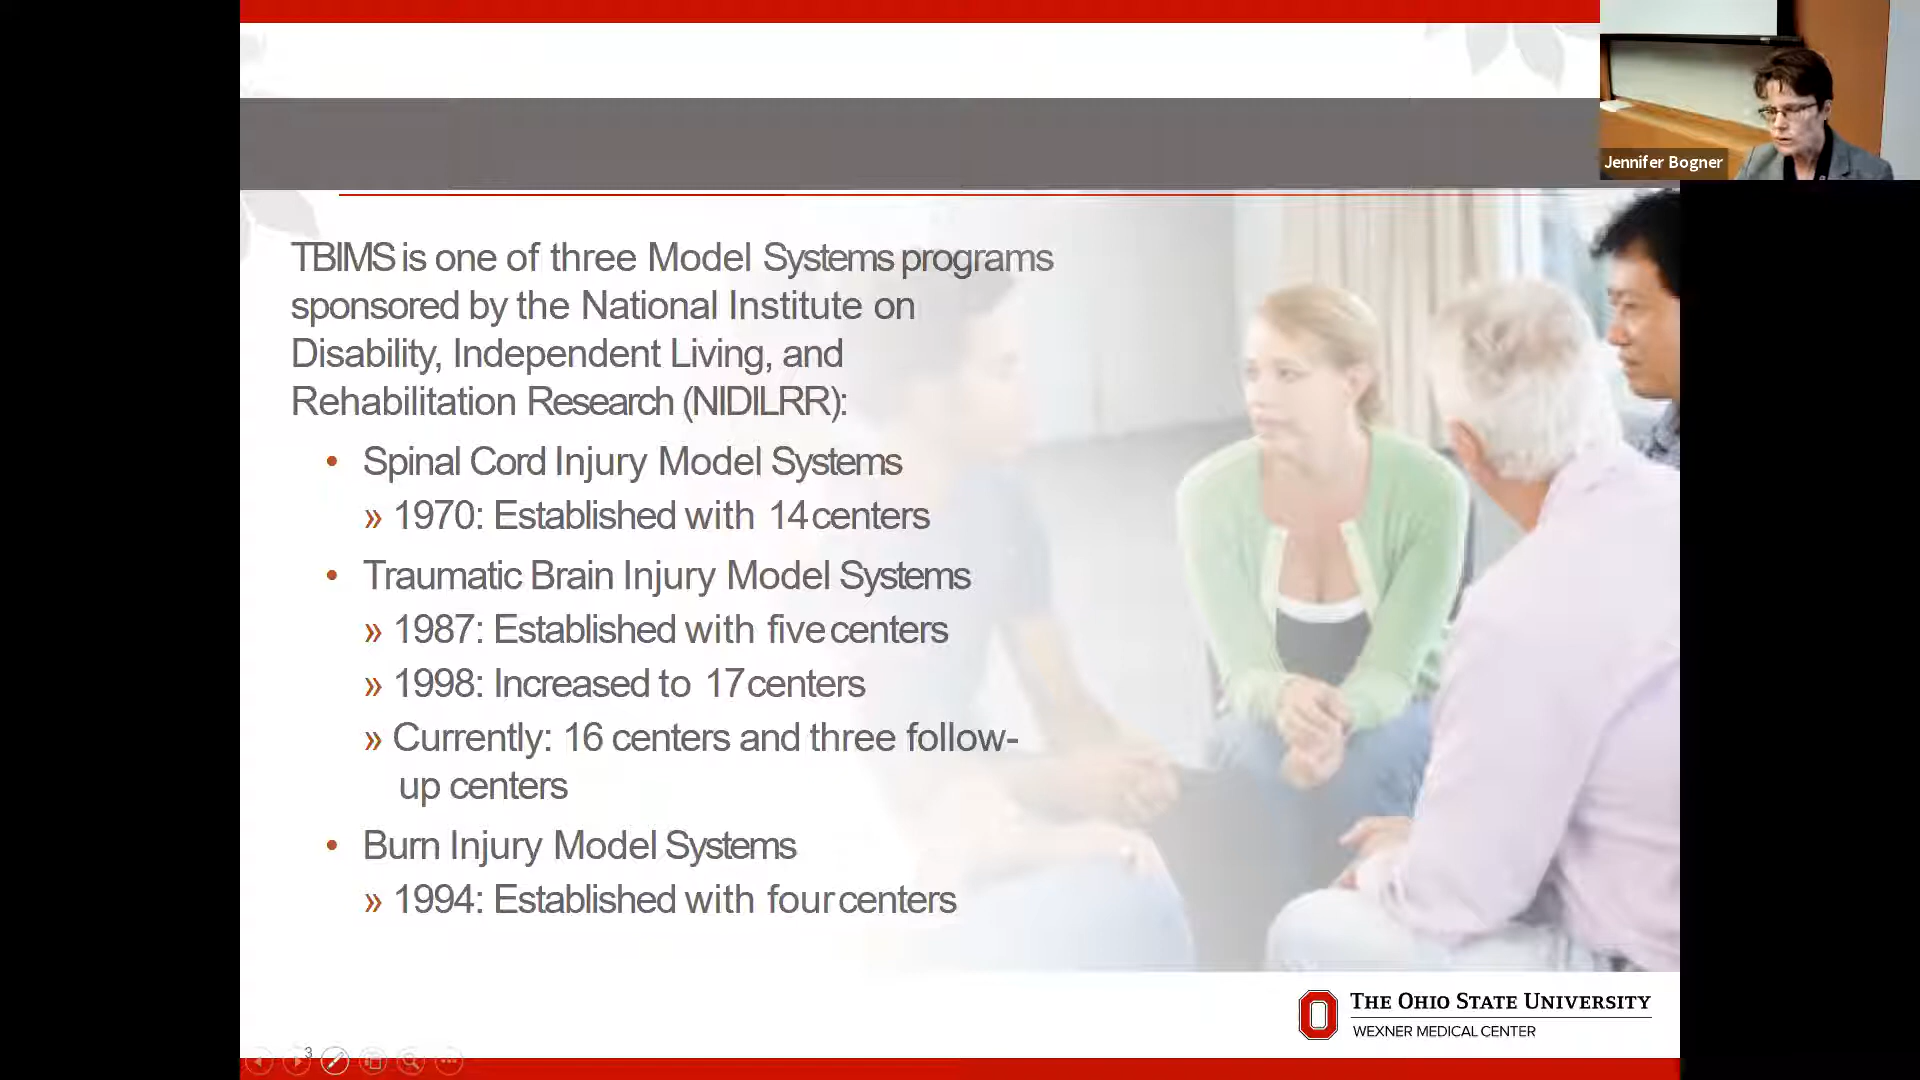 Jennifer Bogner
TBIMS is one of three Model Systems programs
sponsored by the National Institute on
Disability, Independent Living, and
Rehabilitation Research (NIDILRR):
• Spinal Cord Injury Model Systems
» 1970: Established with 14 centers
• Traumatic Brain Injury Model Systems
» 1987: Established with five centers
» 1998: Increased to 17 centers
» Currently: 16 centers and three follow-
up centers
• Burn Injury Model Systems
» 1994: Established with four centers
THE OHIO STATE UNIVERSITY
WEXNER MEDICAL CENTER
3